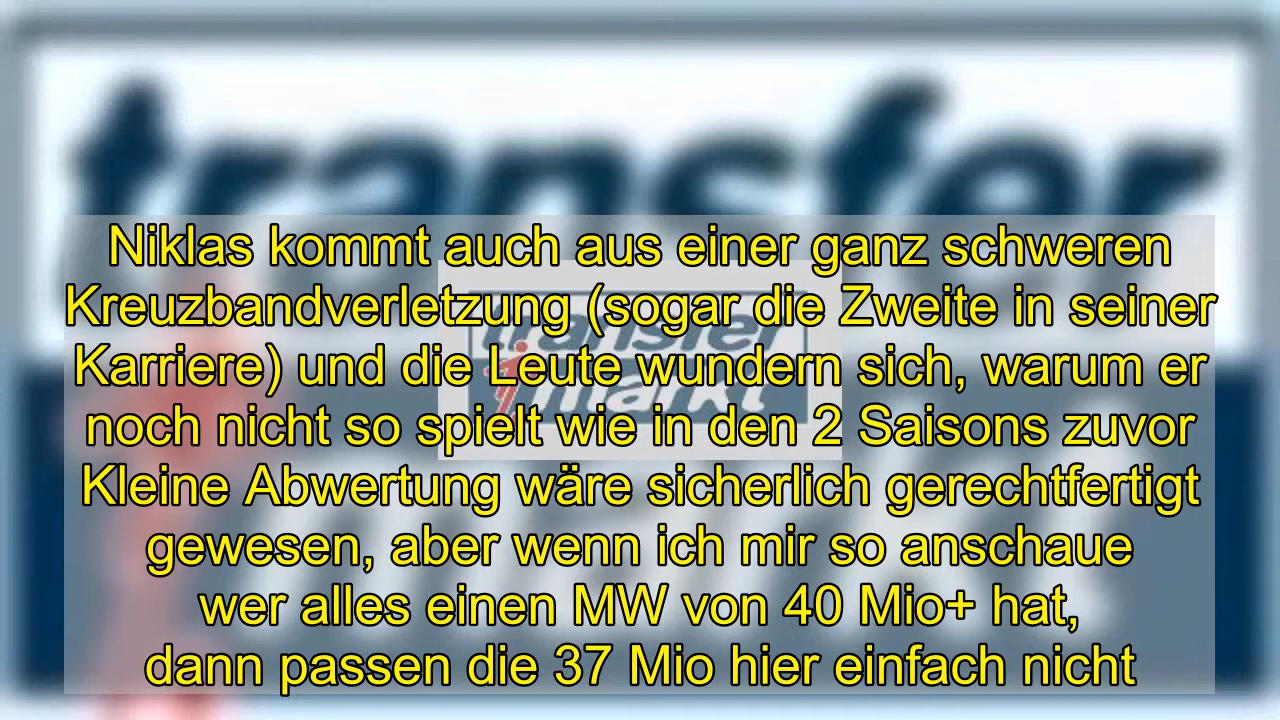 transfer
Niklas kommt auch aus einer ganz schweren
Kreuzbandverletzung (sogar die Zweite in seiner
Karriere) und die Leute wundern sich, warum er
noch nicht so spielt wie in den 2 Saisons zuvor
Kleine Abwertung wäre sicherlich gerechtfertigt
gewesen, aber wenn ich mir so anschaue
wer alles einen MW von 40 Mio+ hat,
dann passen die 37 Mio hier einfach nicht
transfer
markt